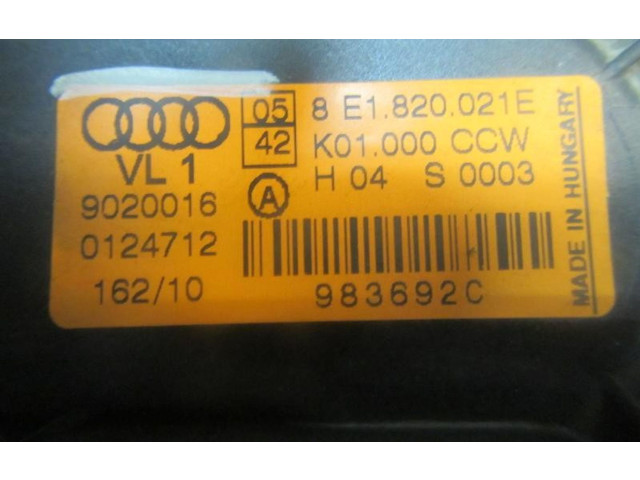 05 8 E1.820.021E
42 K01.000 CCW
VL 1 H 04 S 0003
9020016 A
0124712
162/10 983692C
MADE IN HUNGARY